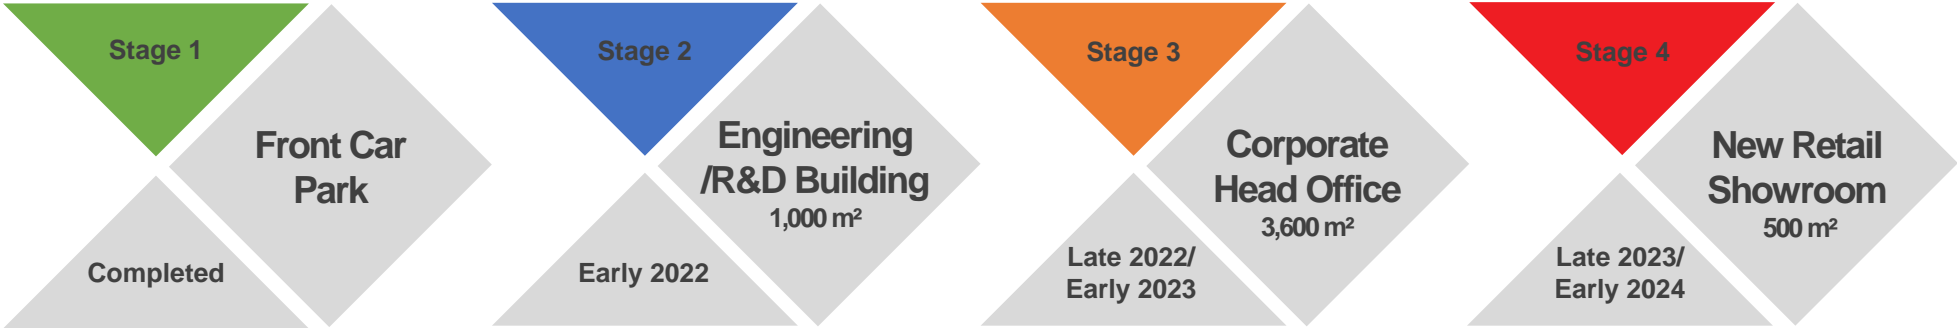 Stage 1
Front Car
Park
Completed
Stage 2
Engineering
/R&D Building
1,000 m²
Early 2022
Stage 3
Corporate
Head Office
3,600 m²
Late 2022/
Early 2023
Stage 4
New Retail
Showroom
500 m²
Late 2023/
Early 2024